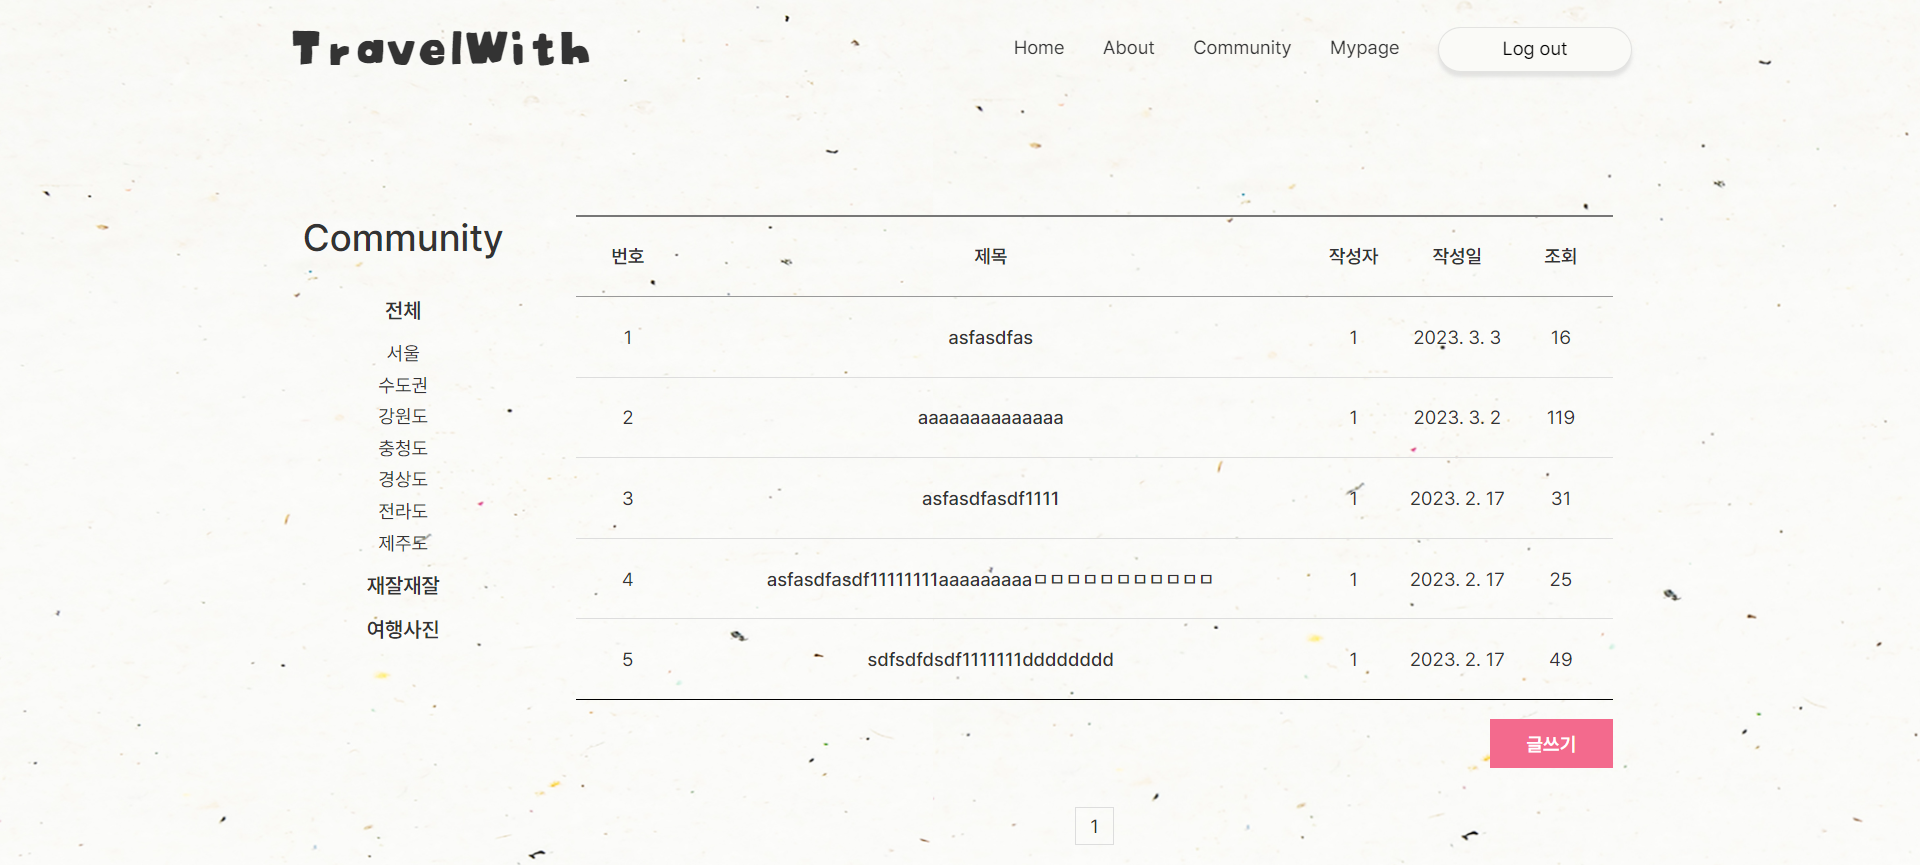 TravelWith
Home About Community Mypage Log out
Community
전체
서울
수도권
강원도
충청도
경상도
전라도
제주도
재잘재잘
여행사진
번호 제목 작성자 작성일 조회
1 asfasdfas 1 2023. 3. 3 16
2 aaaaaaaaaaaaaa 1 2023. 3. 2 119
3 asfasdfasdf1111 1 2023. 2. 17 31
4 asfasdfasdf11111111aaaaaaaaaㅁㅁㅁㅁㅁㅁㅁㅁㅁㅁㅁ 1 2023. 2. 17 25
5 sdfsdfdsdf1111111dddddddd 1 2023. 2. 17 49
글쓰기
1